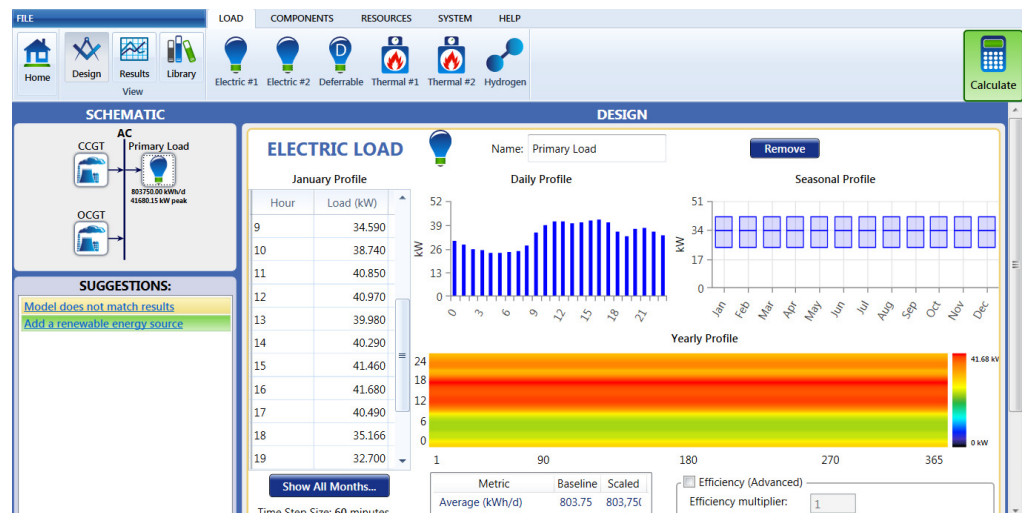 FILE
LOAD COMPONENTS RESOURCES SYSTEM HELP
Home Design Results Library
View
Electric #1 Electric #2 Deferrable Thermal #1 Thermal #2 Hydrogen
Calculate
SCHEMATIC
AC
CCGT Primary Load
803750.00 kWh/d
41680.15 kW peak
OCGT
SUGGESTIONS:
Model does not match results
Add a renewable energy source
DESIGN
ELECTRIC LOAD
D
Name: Primary Load
Remove
January Profile
Hour Load (kW)
9 34.590
10 38.740
11 40.850
12 40.970
13 39.980
14 40.290
15 41.460
16 41.680
17 40.490
18 35.166
19 32.700
Show All Months...
Time Step Size: 60 minutes
Daily Profile
kW
52
39
26
13
0
0 3 6 9 12 15 18 21
Seasonal Profile
kW
51
34
17
0
Jan Feb Mar Apr May Jun Jul Aug Sep Oct Nov Dec
Yearly Profile
24
18
12
6
0
1 90 180 270 365
41.68 kW
0 kW
Metric Baseline Scaled
Average (kWh/d) 803.75 803,750
Efficiency (Advanced)
Efficiency multiplier: 1